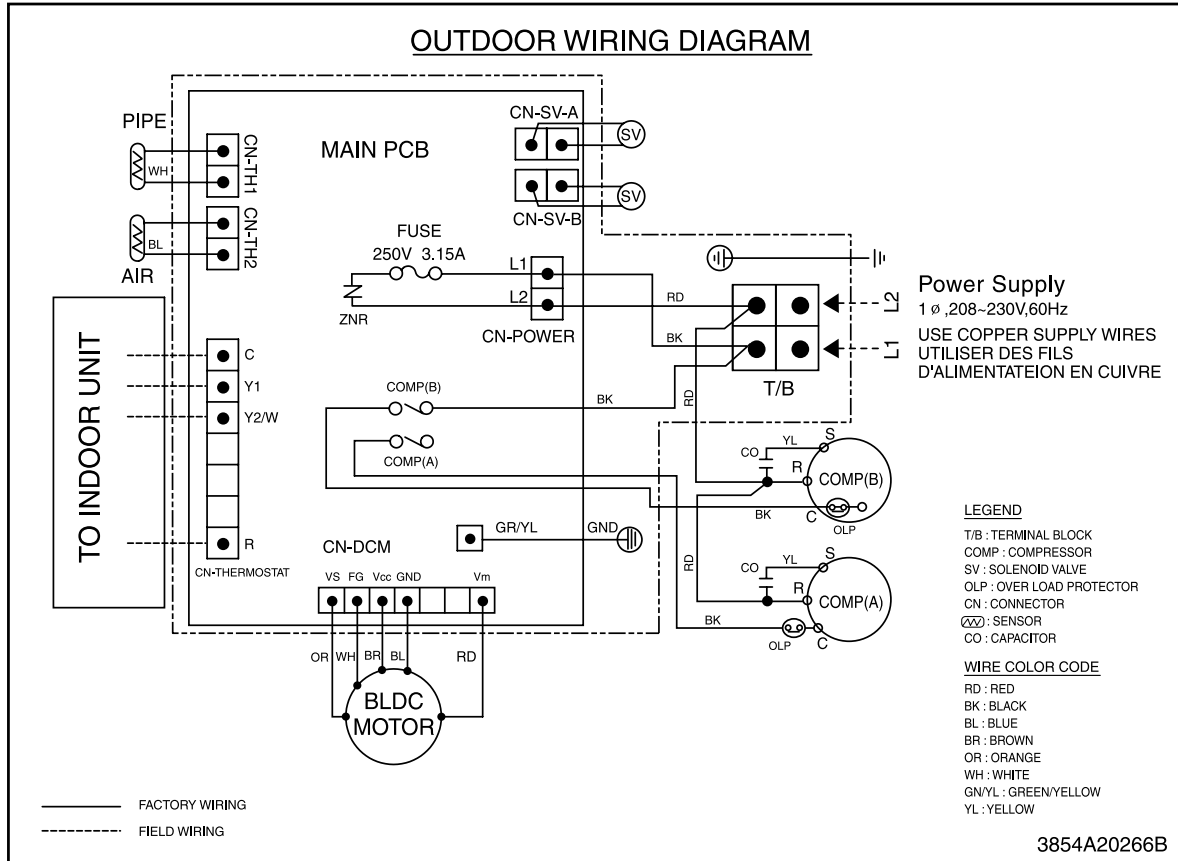 OUTDOOR WIRING DIAGRAM
PIPE
WH
CN-TH1
BL
CN-TH2
AIR
MAIN PCB
CN-SV-A
SV
SV
CN-SV-B
FUSE
250V 3.15A
ZNR
L1
L2
CN-POWER
RD
BK
T/B
L2
L1
Power Supply
1 ø ,208~230V,60Hz
USE COPPER SUPPLY WIRES
UTILISER DES FILS
D'ALIMENTATEION EN CUIVRE
TO INDOOR UNIT
C
Y1
Y2/W
R
CN-THERMOSTAT
COMP(B)
BK
COMP(A)
RD
CO
YL
S
R
COMP(B)
C
BK
OLP
RD
CO
YL
S
R
COMP(A)
BK
OLP
C
GR/YL
GND
CN-DCM
VS FG Vcc GND Vm
OR WH BR BL RD
BLDC
MOTOR
LEGEND
T/B : TERMINAL BLOCK
COMP : COMPRESSOR
SV : SOLENOID VALVE
OLP : OVER LOAD PROTECTOR
CN : CONNECTOR
: SENSOR
CO : CAPACITOR
WIRE COLOR CODE
RD : RED
BK : BLACK
BL : BLUE
BR : BROWN
OR : ORANGE
WH : WHITE
GN/YL : GREEN/YELLOW
YL : YELLOW
FACTORY WIRING
FIELD WIRING
3854A20266B